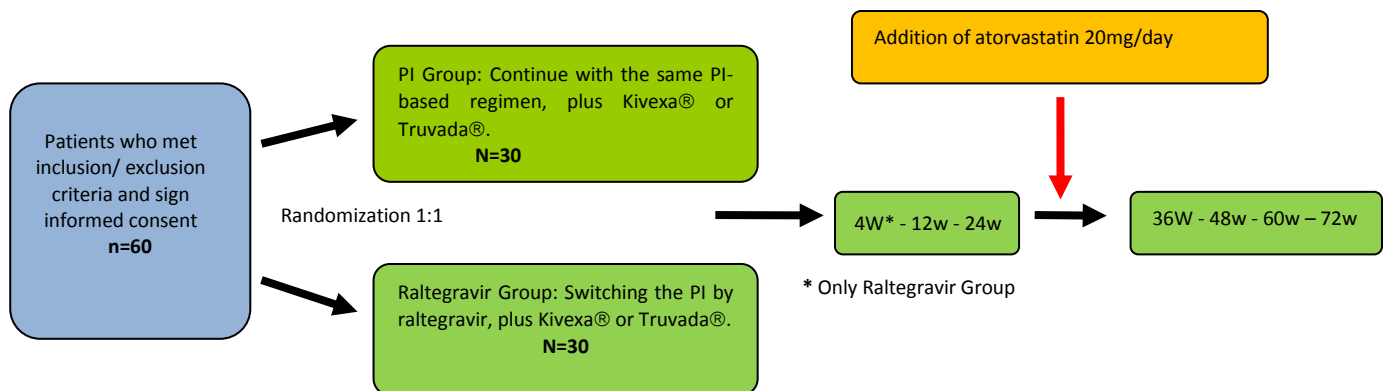 Addition of atorvastatin 20mg/day
PI Group: Continue with the same PI-
based regimen, plus Kivexa® or
Truvada®.
N=30
Patients who met
inclusion/ exclusion
criteria and sign
informed consent
n=60
Randomization 1:1
4W* - 12w - 24w
36W - 48w - 60w – 72w
* Only Raltegravir Group
Raltegravir Group: Switching the PI by
raltegravir, plus Kivexa® or Truvada®.
N=30